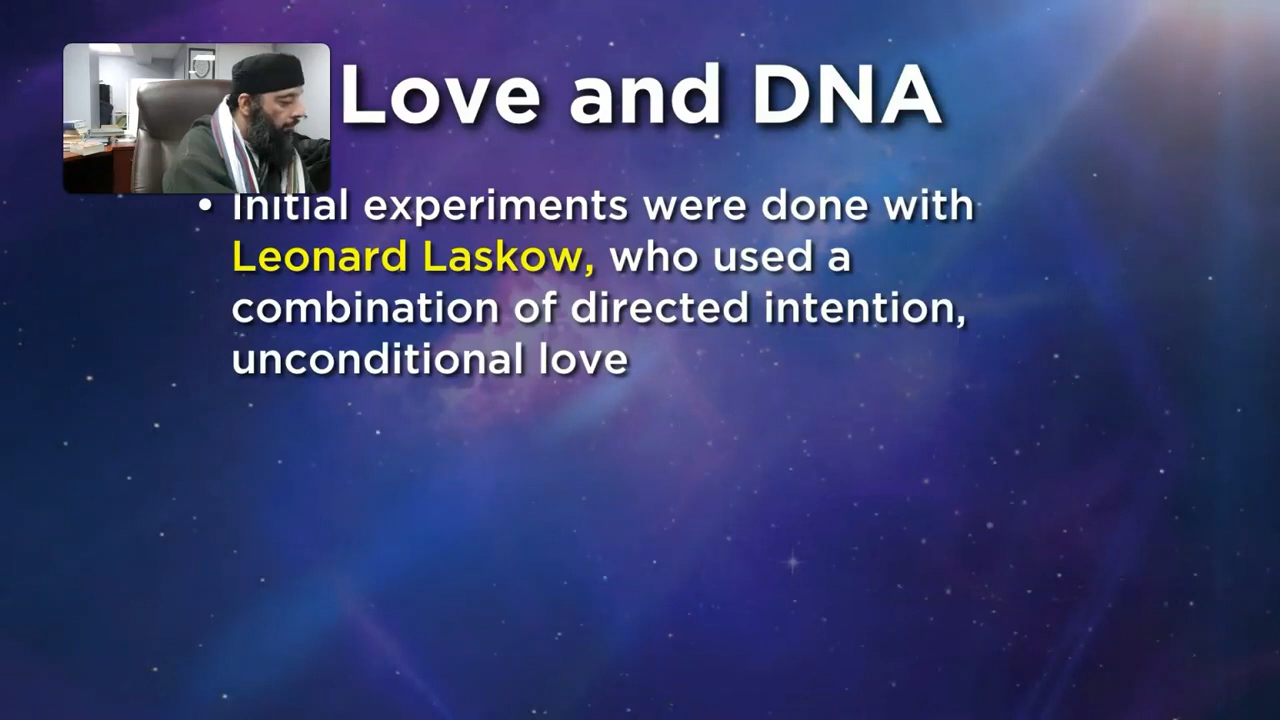 Love and DNA
• Initial experiments were done with
Leonard Laskow, who used a
combination of directed intention,
unconditional love